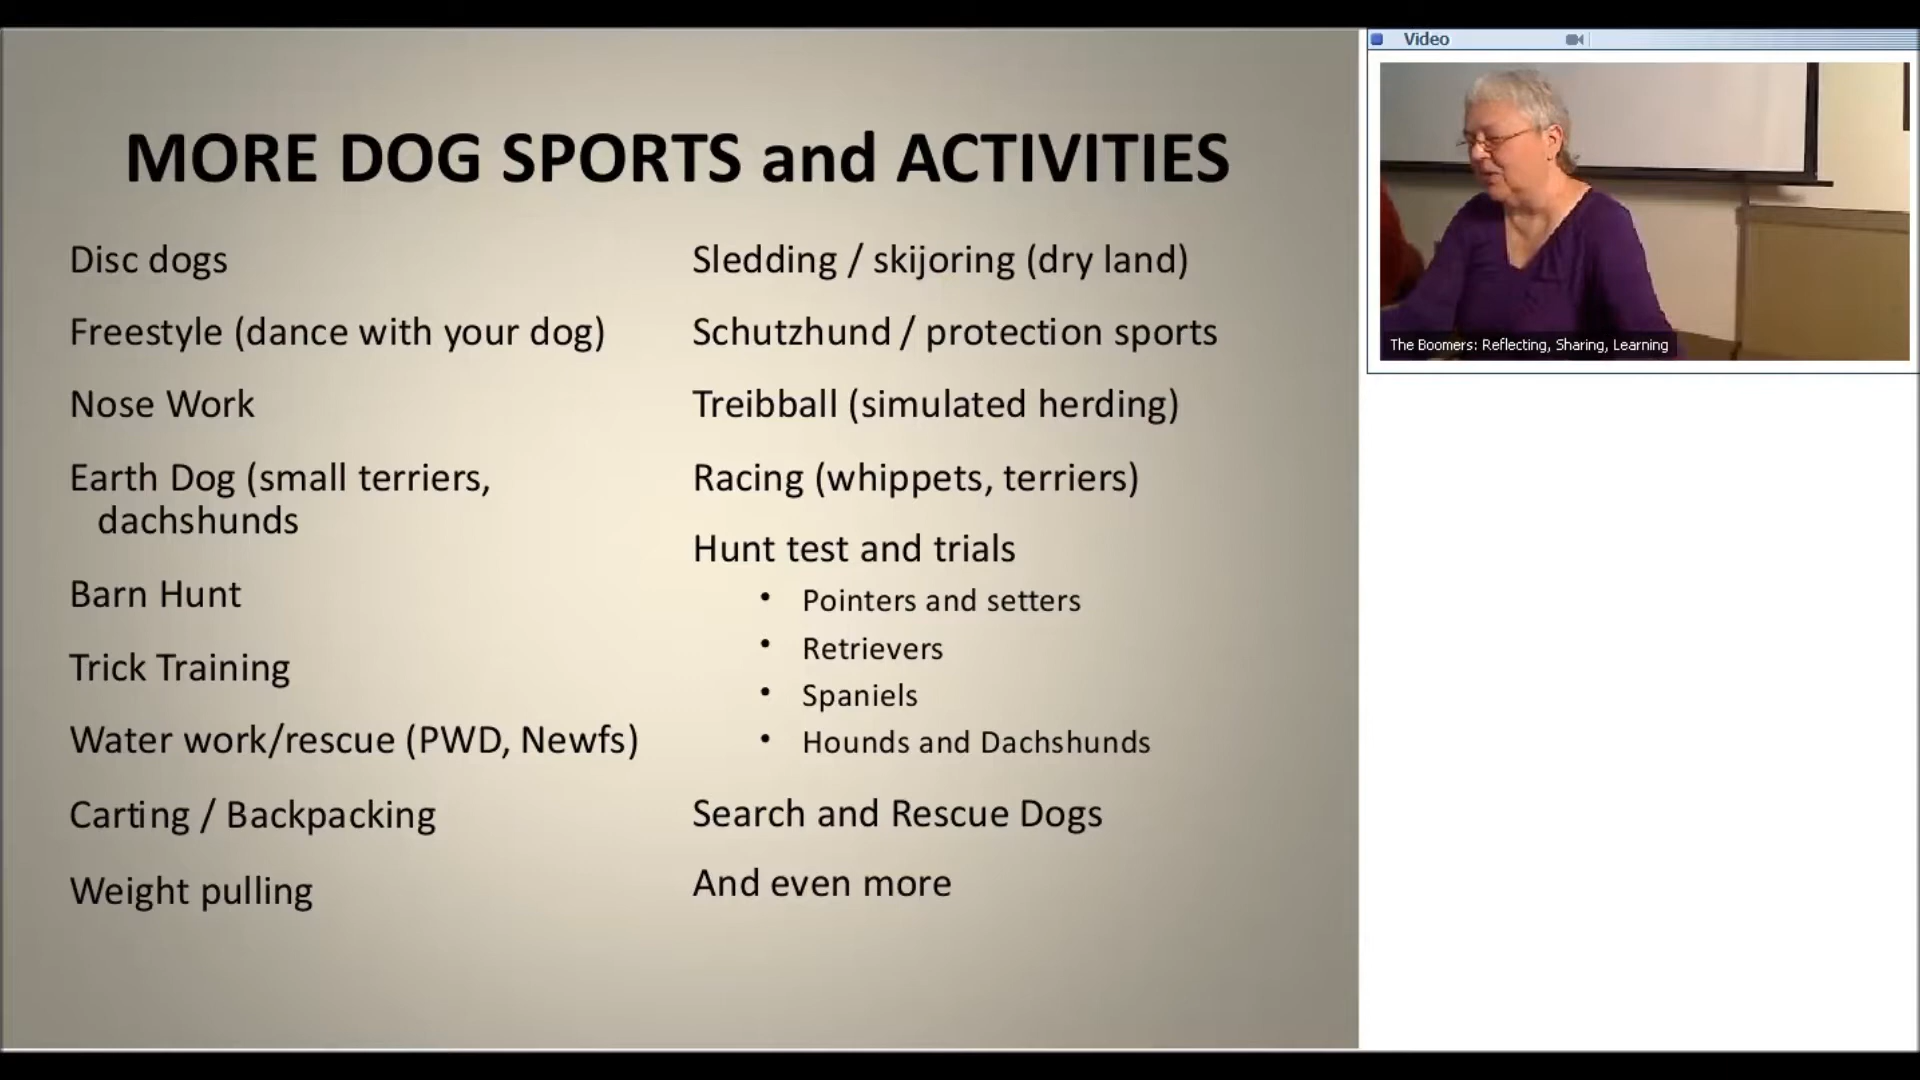 MORE DOG SPORTS and ACTIVITIES
Disc dogs
Freestyle (dance with your dog)
Nose Work
Earth Dog (small terriers,
dachshunds
Barn Hunt
Trick Training
Water work/rescue (PWD, Newfs)
Carting / Backpacking
Weight pulling
Sledding / skijoring (dry land)
Schutzhund / protection sports
Treibball (simulated herding)
Racing (whippets, terriers)
Hunt test and trials
• Pointers and setters
• Retrievers
• Spaniels
• Hounds and Dachshunds
Search and Rescue Dogs
And even more
Video
The Boomers: Reflecting, Sharing, Learning